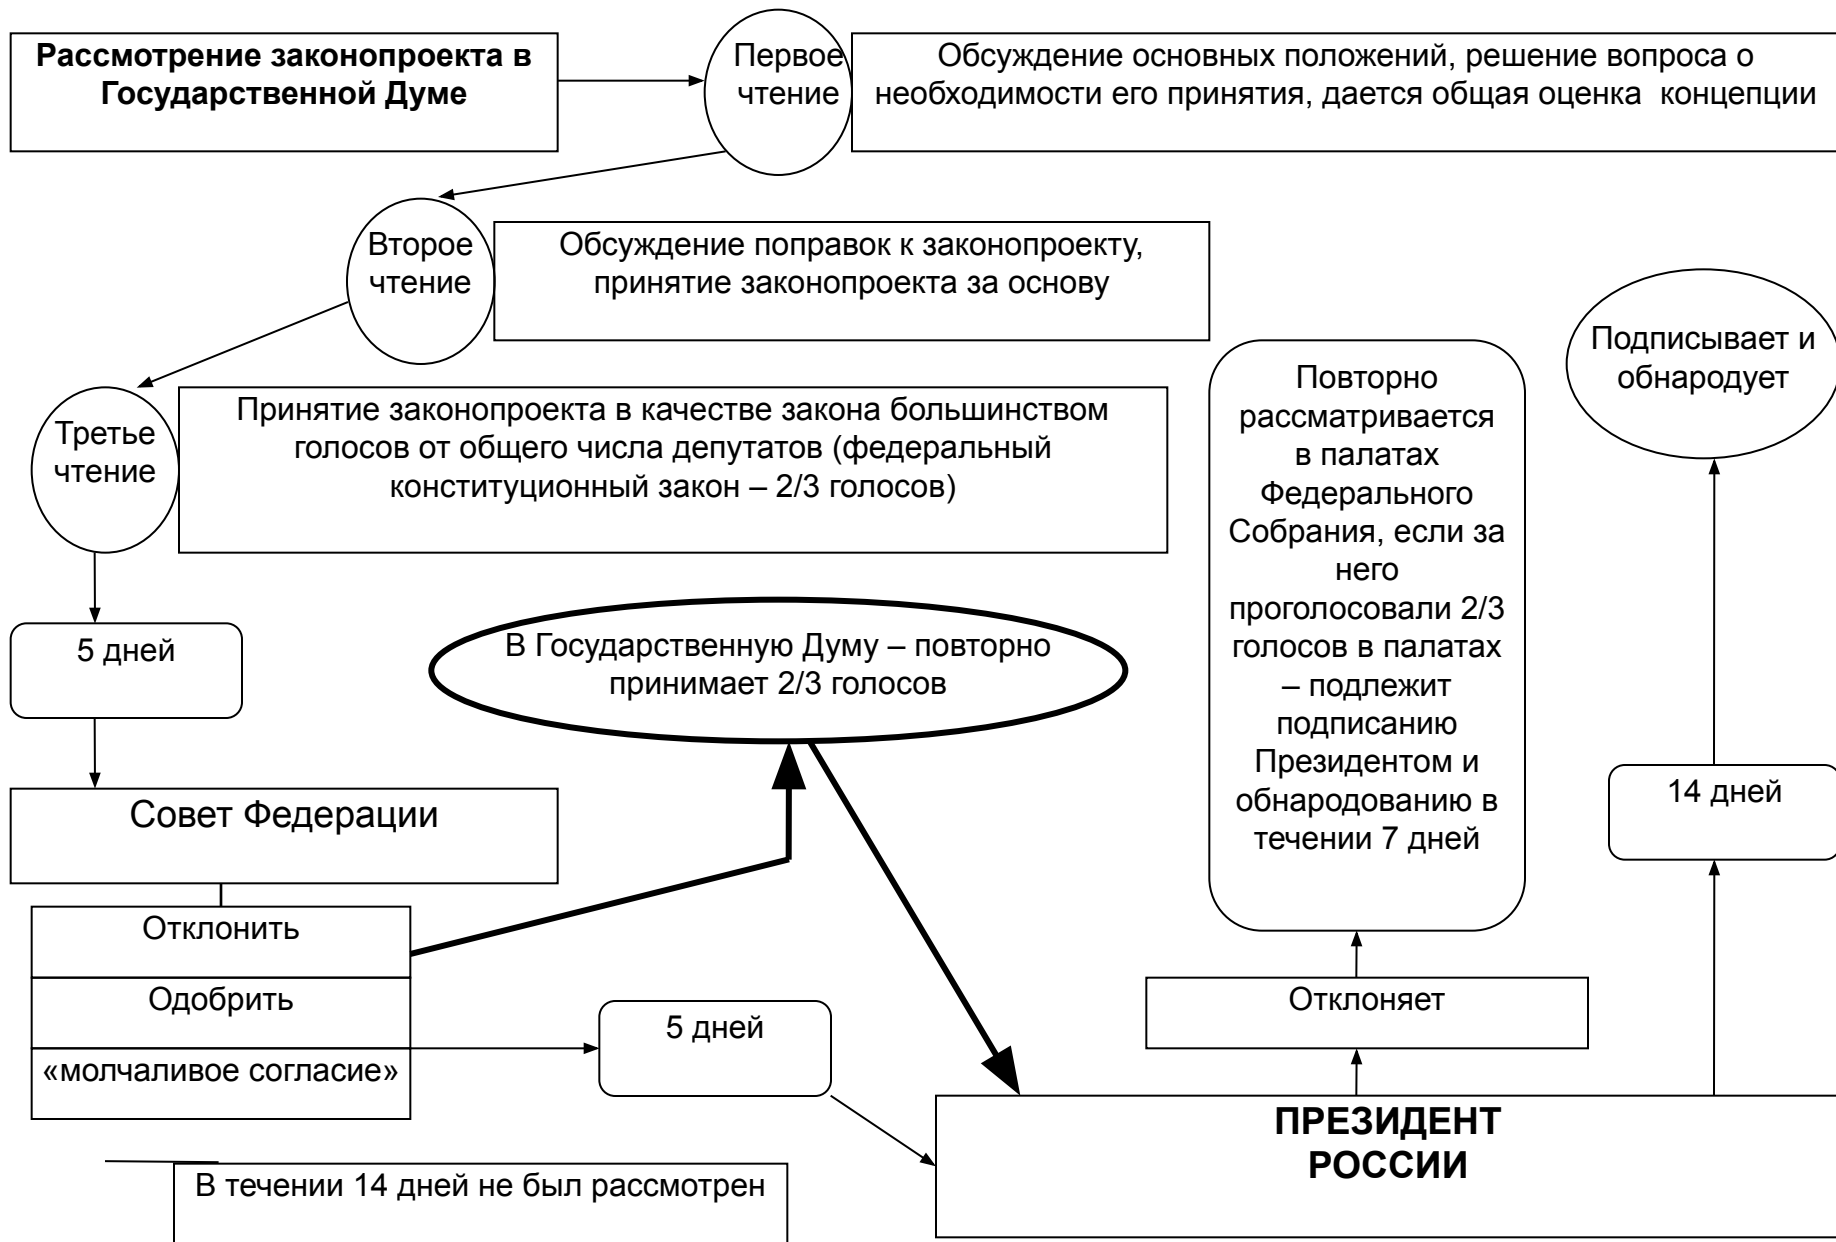 Рассмотрение законопроекта в
Государственной Думе
Первое
чтение
Обсуждение основных положений, решение вопроса о
необходимости его принятия, дается общая оценка концепции
Второе
чтение
Обсуждение поправок к законопроекту,
принятие законопроекта за основу
Третье
чтение
Принятие законопроекта в качестве закона большинством
голосов от общего числа депутатов (федеральный
конституционный закон – 2/3 голосов)
Подписывает и
обнародует
Повторно
рассматривается
в палатах
Федерального
Собрания, если за
него
проголосовали 2/3
голосов в палатах
– подлежит
подписанию
Президентом и
обнародованию в
течении 7 дней
5 дней
В Государственную Думу – повторно
принимает 2/3 голосов
14 дней
Совет Федерации
Отклонить
Одобрить
«молчаливое согласие»
5 дней
Отклоняет
ПРЕЗИДЕНТ
РОССИИ
В течении 14 дней не был рассмотрен